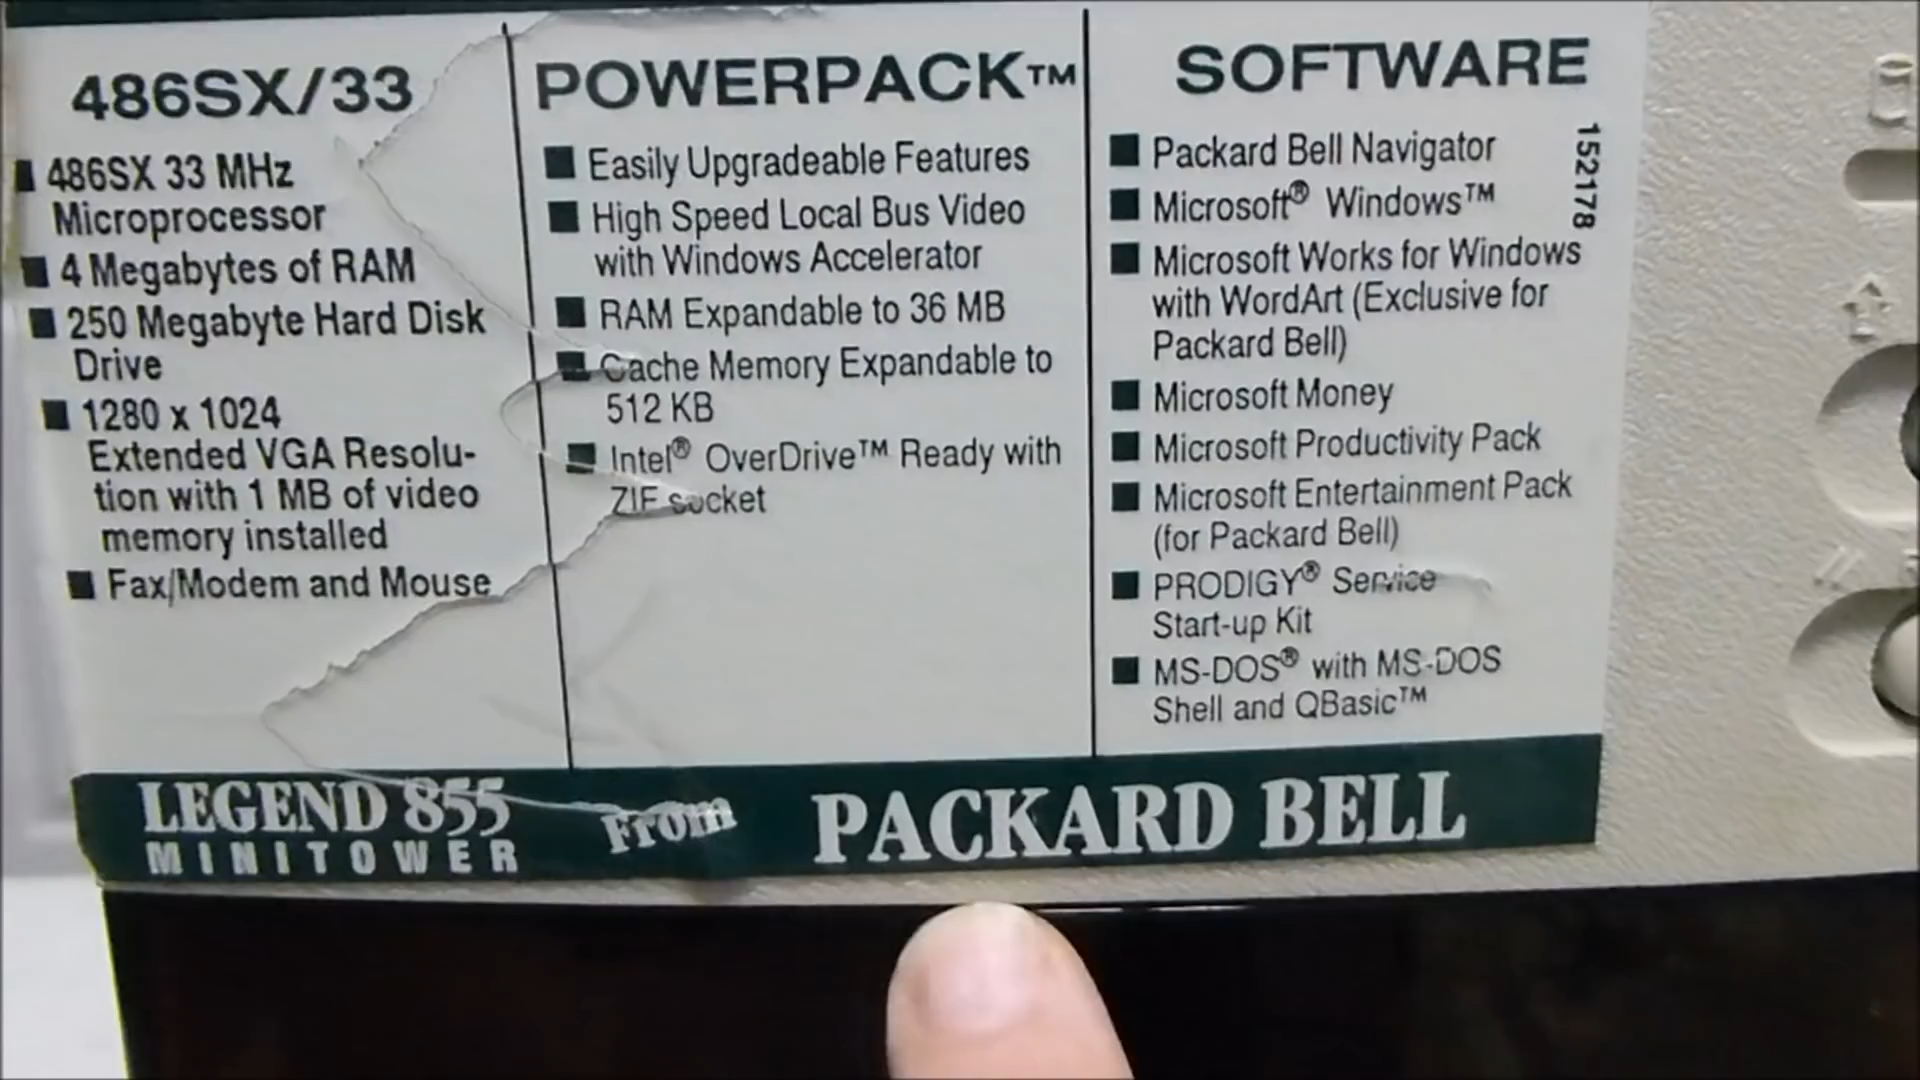 486SX/33
■ 486SX 33 MHz
Microprocessor
■ 4 Megabytes of RAM
■ 250 Megabyte Hard Disk
Drive
■ 1280 x 1024
Extended VGA Resolu-
tion with 1 MB of video
memory installed
■ Fax/Modem and Mouse
POWERPACK™
■ Easily Upgradeable Features
■ High Speed Local Bus Video
with Windows Accelerator
■ RAM Expandable to 36 MB
■ Cache Memory Expandable to
512 KB
■ Intel® OverDrive™ Ready with
ZIF socket
SOFTWARE
■ Packard Bell Navigator
■ Microsoft® Windows™
■ Microsoft Works for Windows
with WordArt (Exclusive for
Packard Bell)
■ Microsoft Money
■ Microsoft Productivity Pack
■ Microsoft Entertainment Pack
(for Packard Bell)
■ PRODIGY® Service
Start-up Kit
■ MS-DOS® with MS-DOS
Shell and QBasic™
152178
LEGEND 855
MINITOWER
From
PACKARD BELL